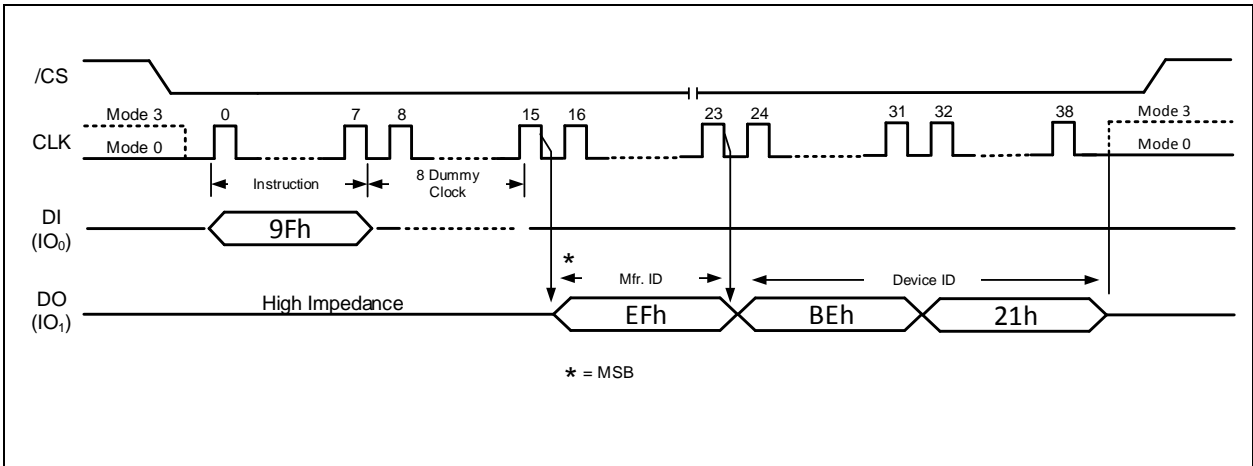 /CS
Mode 3 0 7 8 15 16 23 24 31 32 38 Mode 3
CLK
Mode 0 Mode 0
Instruction 8 Dummy Clock
DI
(IO₀)
9Fh
* Mfr. ID Device ID
DO
(IO₁)
High Impedance
EFh BEh 21h
* = MSB